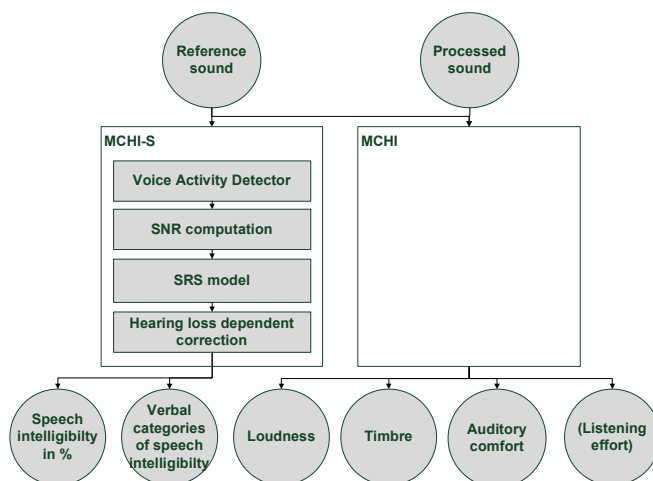 Reference
sound
Processed
sound
MCHI-S
MCHI
Voice Activity Detector
SNR computation
SRS model
Hearing loss dependent
correction
Speech
intelligibilty
in %
Verbal
categories
of speech
intelligibilty
Loudness
Timbre
Auditory
comfort
(Listening
effort)